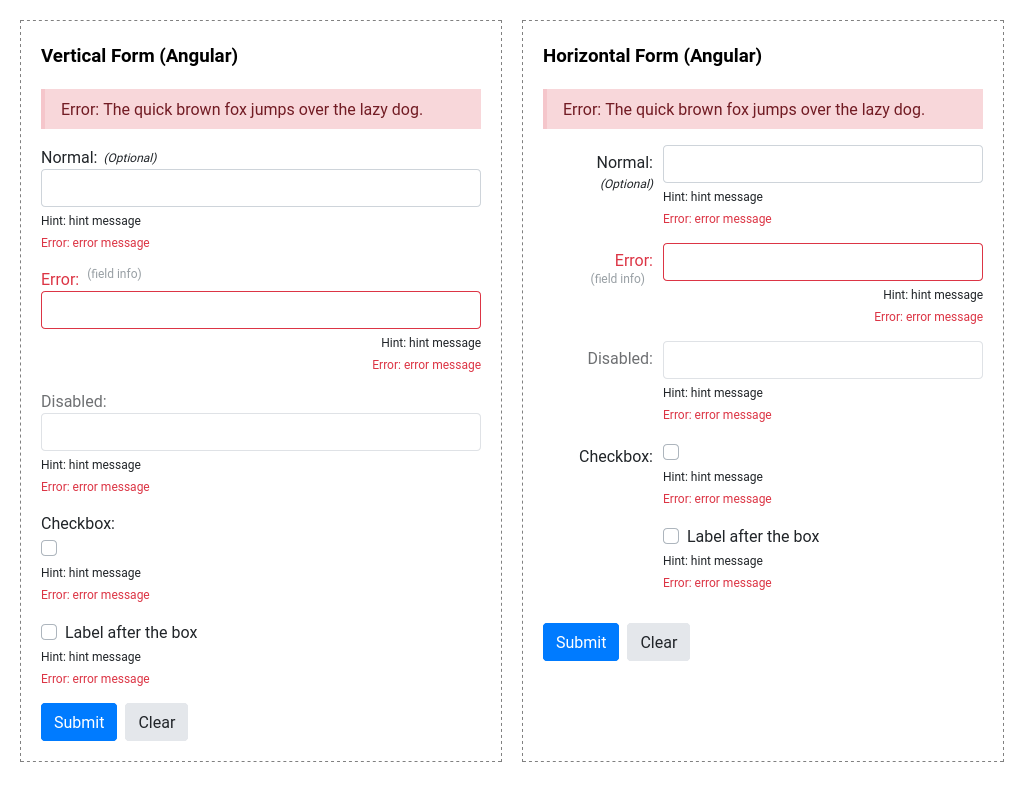 Vertical Form (Angular)
Error: The quick brown fox jumps over the lazy dog.
Normal: (Optional)
Hint: hint message
Error: error message
Error: (field info)
Hint: hint message
Error: error message
Disabled:
Hint: hint message
Error: error message
Checkbox:
Hint: hint message
Error: error message
Label after the box
Hint: hint message
Error: error message
Submit Clear
Horizontal Form (Angular)
Error: The quick brown fox jumps over the lazy dog.
Normal:
(Optional)
Hint: hint message
Error: error message
Error:
(field info)
Hint: hint message
Error: error message
Disabled:
Hint: hint message
Error: error message
Checkbox:
Hint: hint message
Error: error message
Label after the box
Hint: hint message
Error: error message
Submit Clear